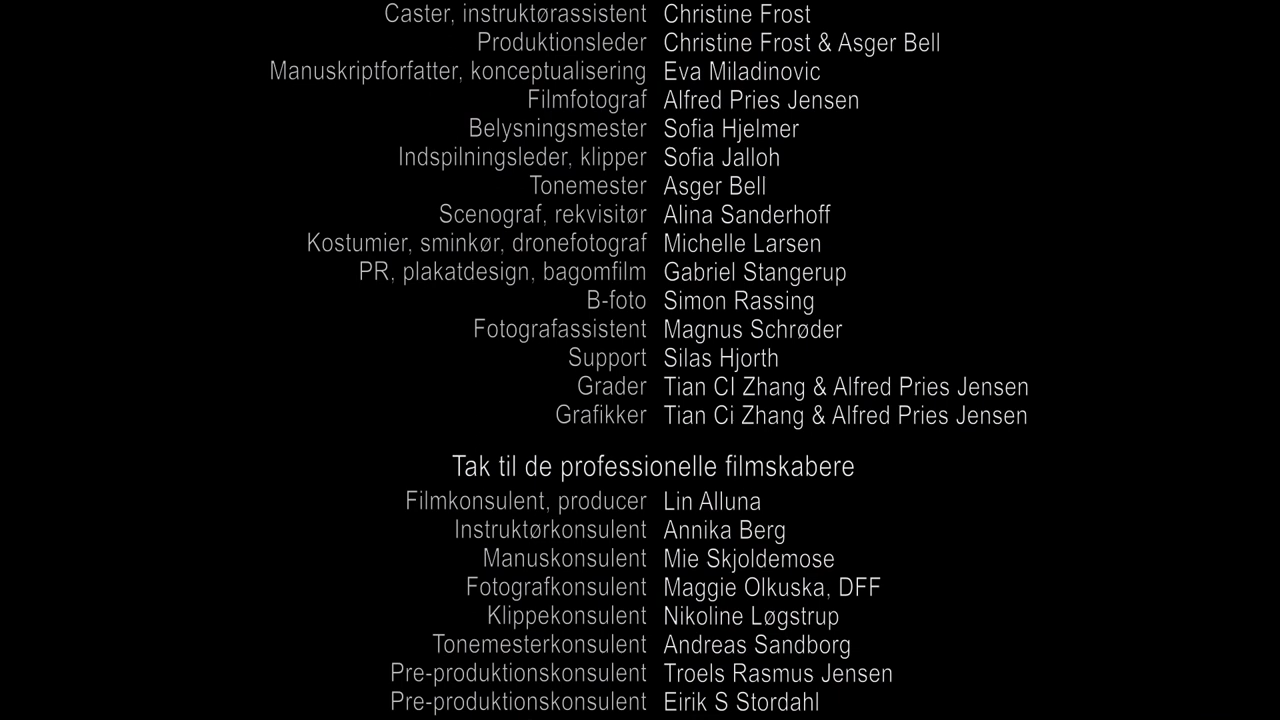 Caster, instruktørassistent Christine Frost
Produktionsleder Christine Frost & Asger Bell
Manuskriptforfatter, konceptualisering Eva Miladinovic
Filmfotograf Alfred Pries Jensen
Belysningsmester Sofia Hjelmer
Indspilningsleder, klipper Sofia Jalloh
Tonemester Asger Bell
Scenograf, rekvisitør Alina Sanderhoff
Kostumier, sminkør, dronefotograf Michelle Larsen
PR, plakatdesign, bagomfilm Gabriel Stangerup
B-foto Simon Rassing
Fotografassistent Magnus Schrøder
Support Silas Hjorth
Grader Tian CI Zhang & Alfred Pries Jensen
Grafikker Tian Ci Zhang & Alfred Pries Jensen
Tak til de professionelle filmskabere
Filmkonsulent, producer Lin Alluna
Instruktørkonsulent Annika Berg
Manuskonsulent Mie Skjoldemose
Fotografkonsulent Maggie Olkuska, DFF
Klippekonsulent Nikoline Løgstrup
Tonemesterkonsulent Andreas Sandborg
Pre-produktionskonsulent Troels Rasmus Jensen
Pre-produktionskonsulent Eirik S Stordahl